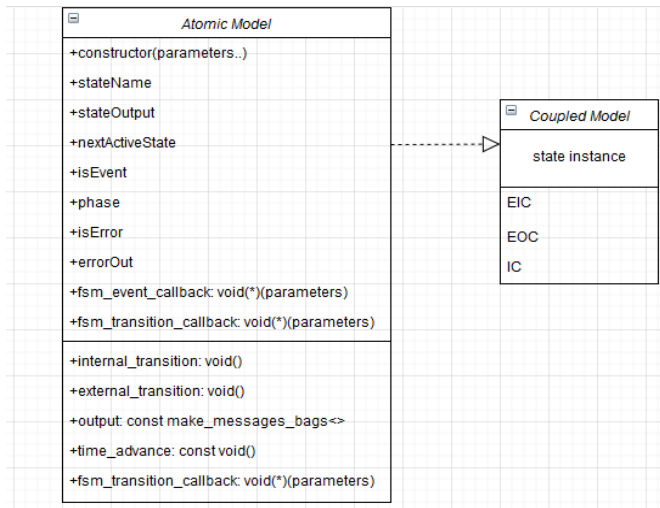 Atomic Model
+constructor(parameters..)
+stateName
+stateOutput
+nextActiveState
+isEvent
+phase
+isError
+errorOut
+fsm_event_callback: void(*)(parameters)
+fsm_transition_callback: void(*)(parameters)
+internal_transition: void()
+external_transition: void()
+output: const make_messages_bags<>
+time_advance: const void()
+fsm_transition_callback: void(*)(parameters)
Coupled Model
state instance
EIC
EOC
IC